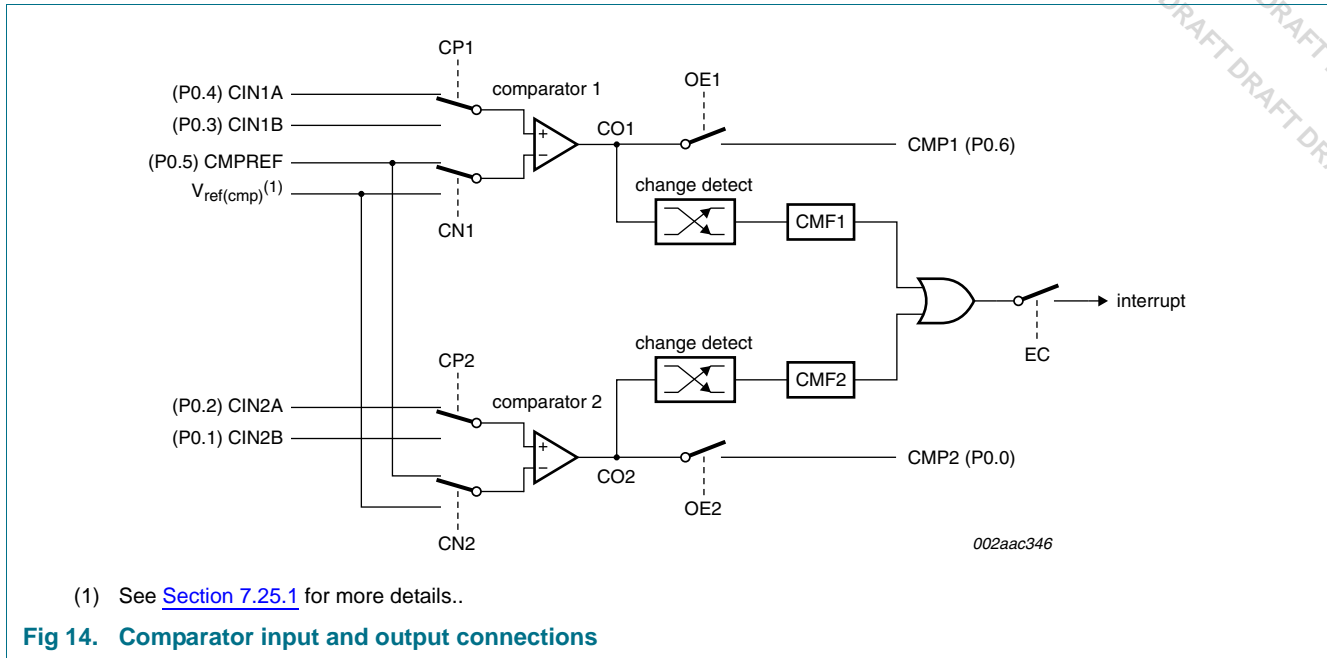 DRAFT DRAFT DRAFT
DRAFT DRAFT
CP1
OE1
(P0.4) CIN1A
comparator 1
(P0.3) CIN1B
CO1
(P0.5) CMPREF
CMP1 (P0.6)
Vref(cmp)(1)
change detect
CN1
CMF1
interrupt
EC
change detect
CP2
CMF2
(P0.2) CIN2A
comparator 2
(P0.1) CIN2B
CO2
CMP2 (P0.0)
OE2
CN2
002aac346
(1) See Section 7.25.1 for more details..
Fig 14. Comparator input and output connections